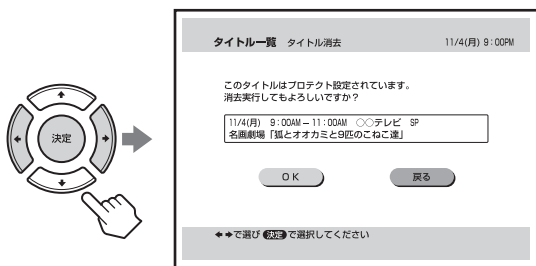 タイトル一覧 タイトル消去 11/4(月) 9:00PM
このタイトルはプロテクト設定されています。
消去実行してもよろしいですか？
11/4(月) 9:00AM－11:00AM ○○テレビ SP
名画劇場「狐とオオカミと9匹のこねこ達」
決定
OK 戻る
で選び 決定 で選択してください